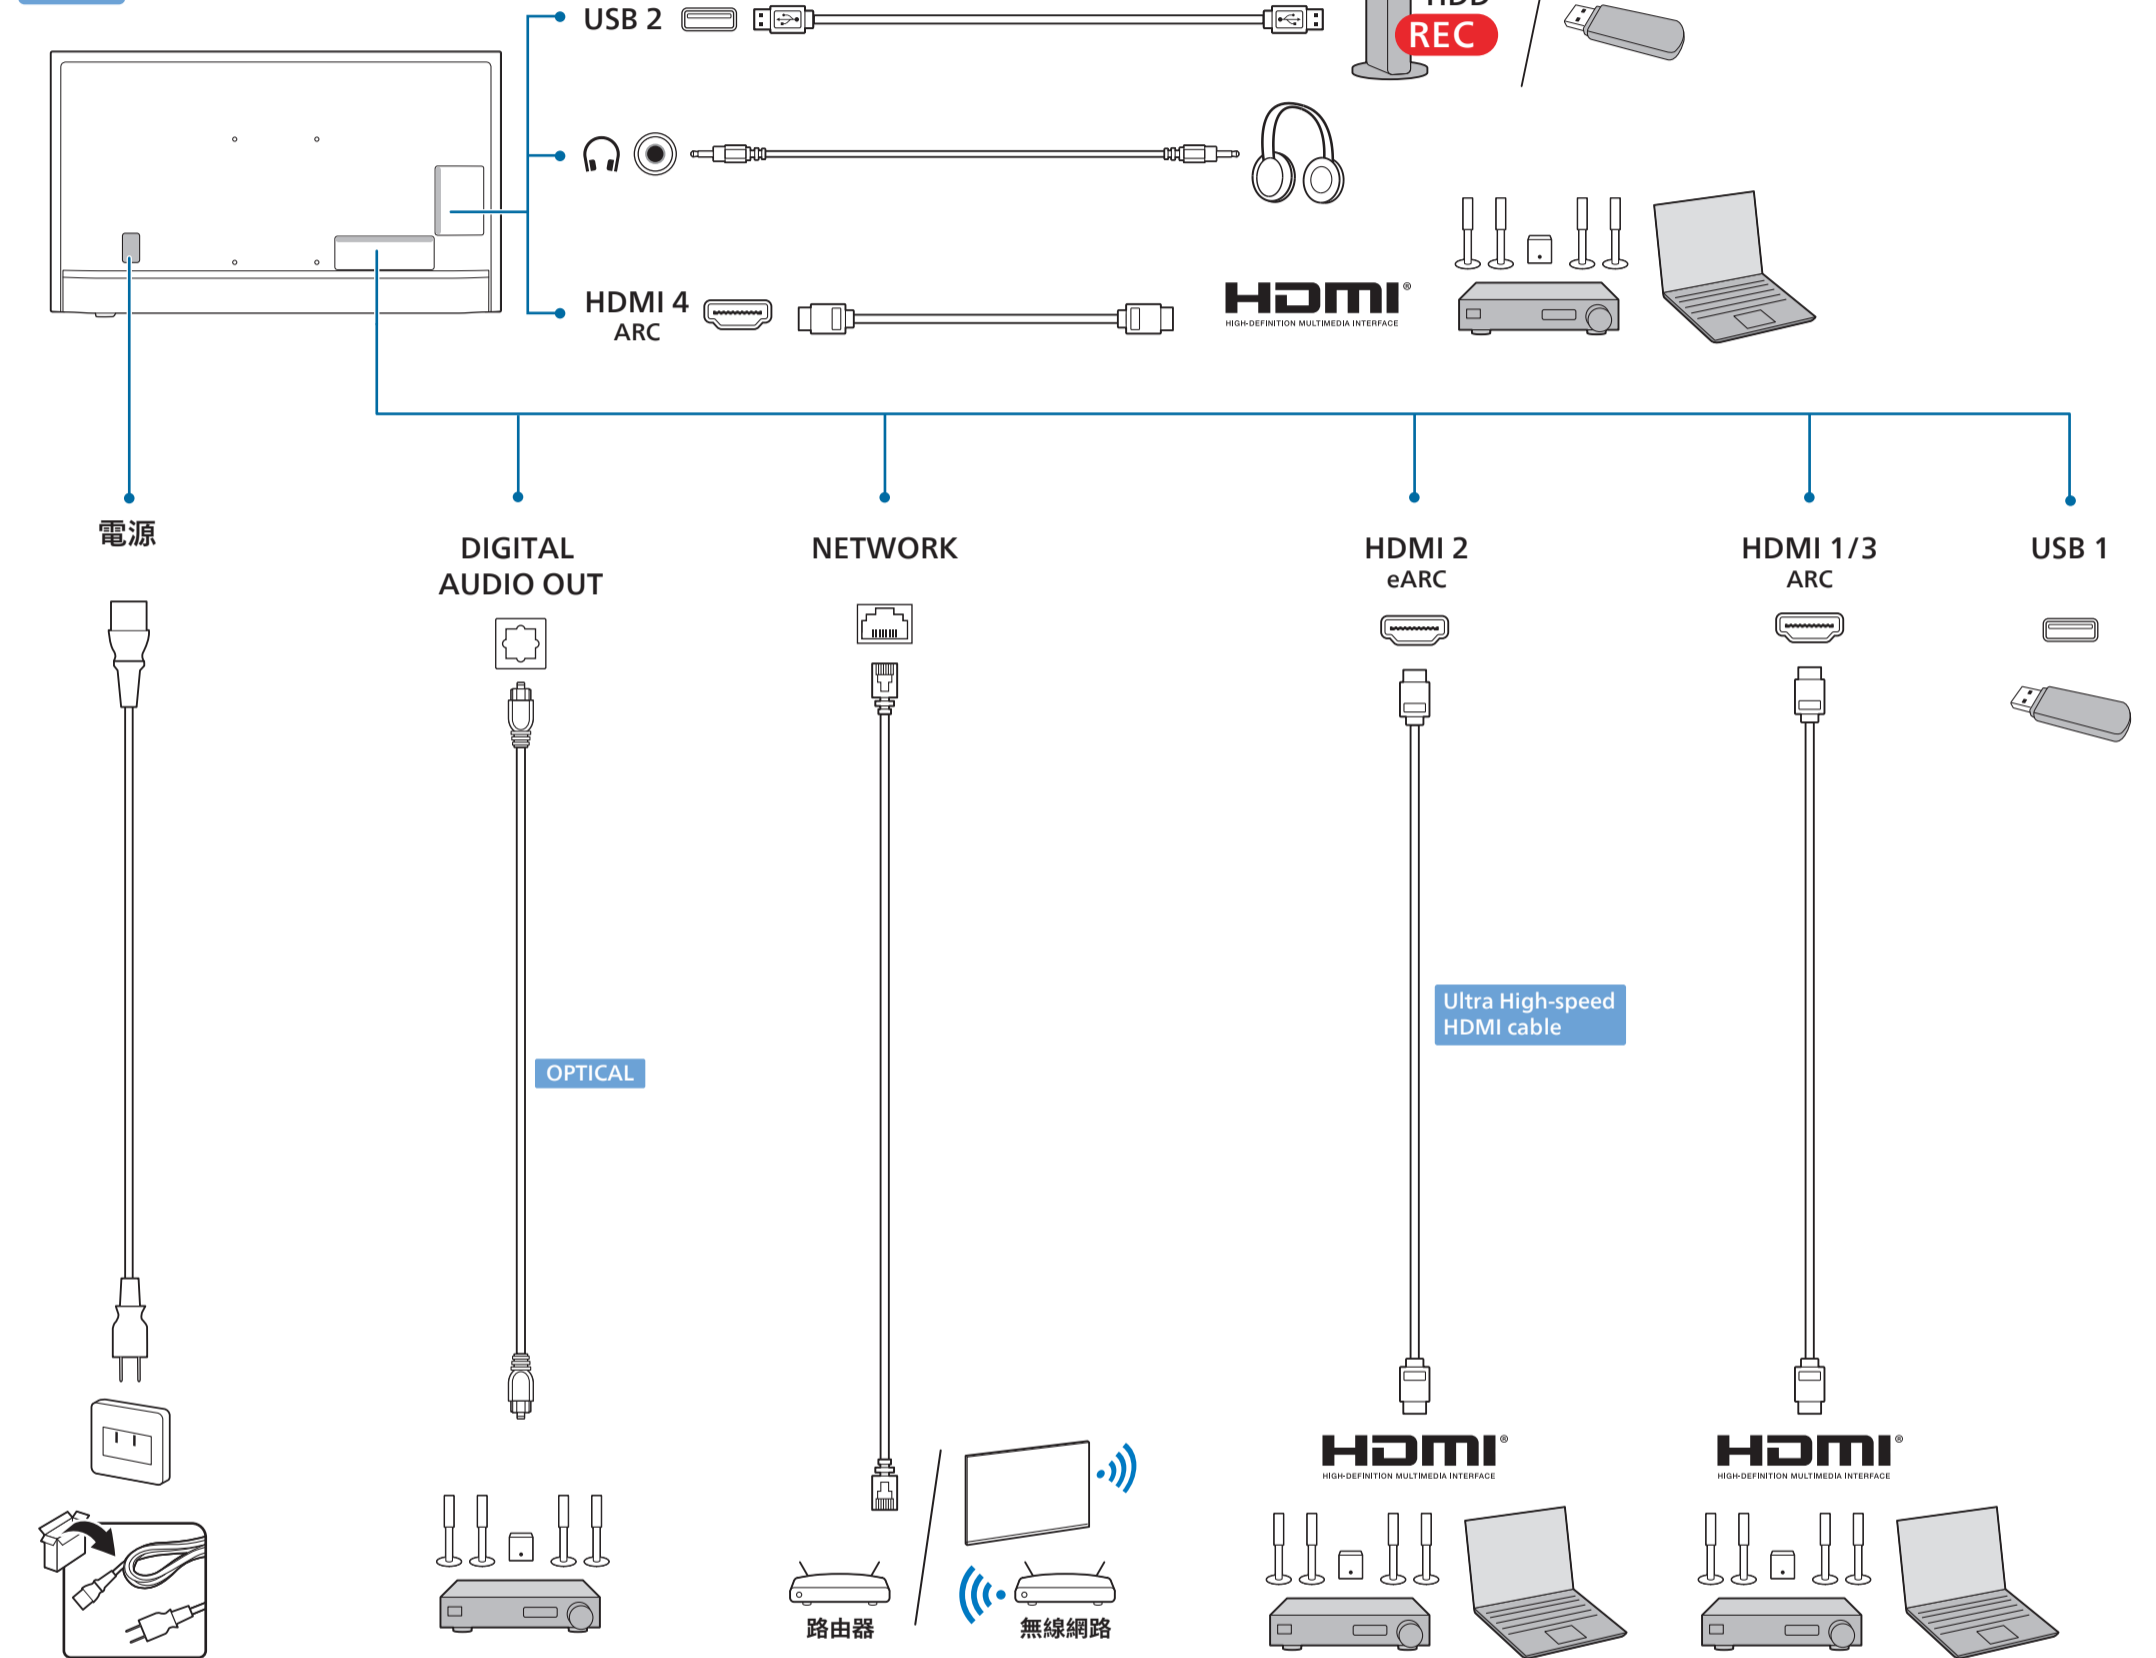 USB 2
HDD
REC
HDMI 4
ARC
HDMI®
HIGH-DEFINITION MULTIMEDIA INTERFACE
電源
DIGITAL
AUDIO OUT
NETWORK
HDMI 2
eARC
HDMI 1/3
ARC
USB 1
Ultra High-speed
HDMI cable
OPTICAL
HDMI®
HIGH-DEFINITION MULTIMEDIA INTERFACE
HDMI®
HIGH-DEFINITION MULTIMEDIA INTERFACE
路由器
無線網路